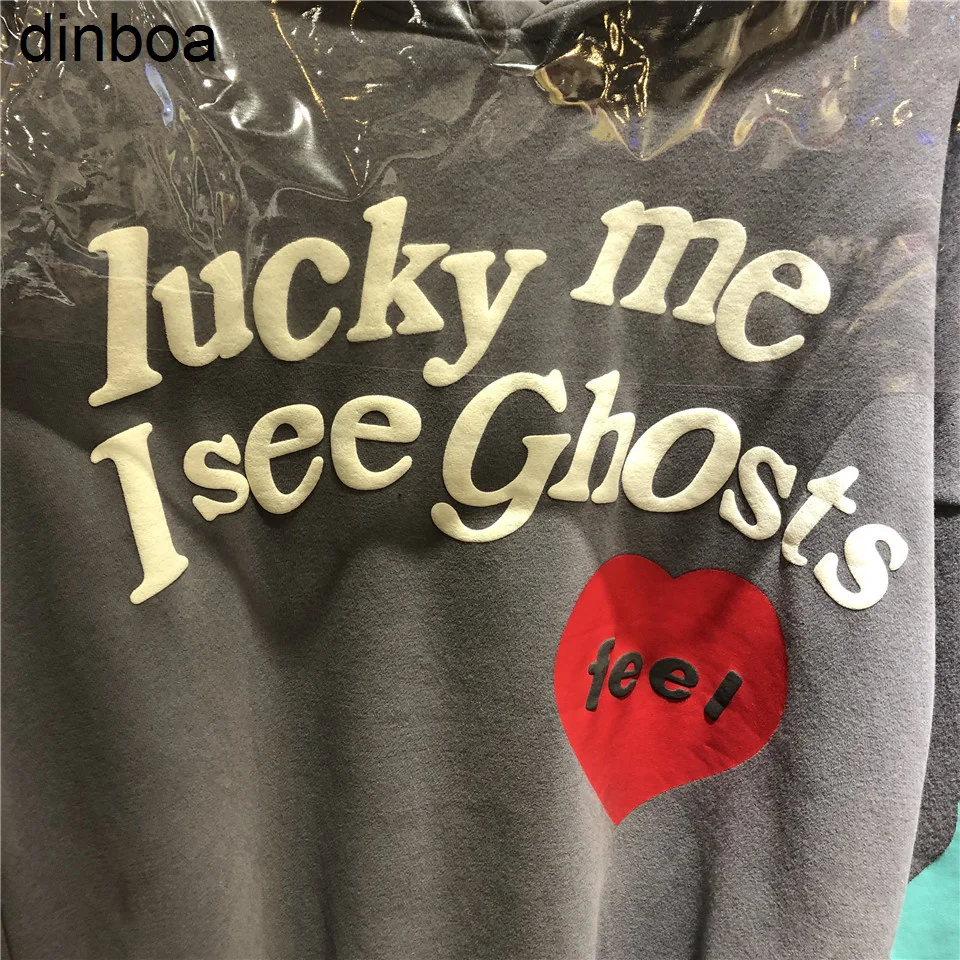 dinboa
lucky me
I see Ghosts
feel